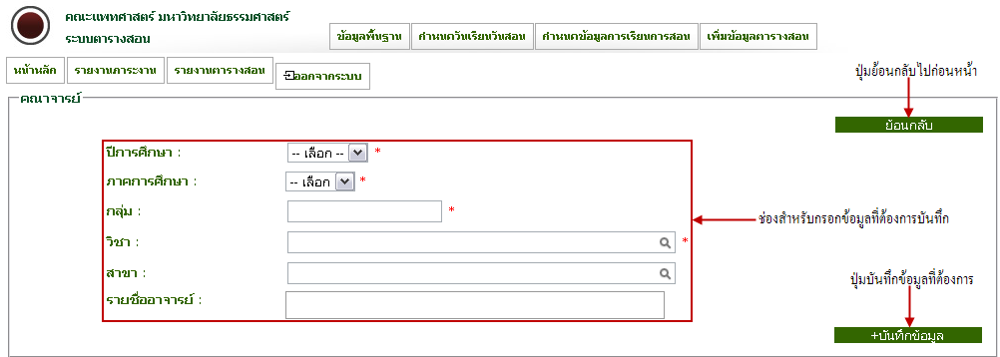 คณะแพทศาสตร์ มหาวิทยาลัยธรรมศาสตร์
ระบบตารางสอน
ข้อมูลพื้นฐาน กำหนดวันเรียนวันสอน กำหนดข้อมูลการเรียนการสอน เพิ่มข้อมูลตารางสอน
หน้าหลัก รายงานภาระงาน รายงานตารางสอน ออกจากระบบ
ปุ่มย้อนกลับไปก่อนหน้า
คณาจารย์
ย้อนกลับ
ปีการศึกษา : -- เลือก -- *
ภาคการศึกษา : -- เลือก *
กลุ่ม : *
ช่องสำหรับกรอกข้อมูลที่ต้องการบันทึก
วิชา : *
สาขา :
ปุ่มบันทึกข้อมูลที่ต้องการ
รายชื่ออาจารย์ :
+บันทึกข้อมูล